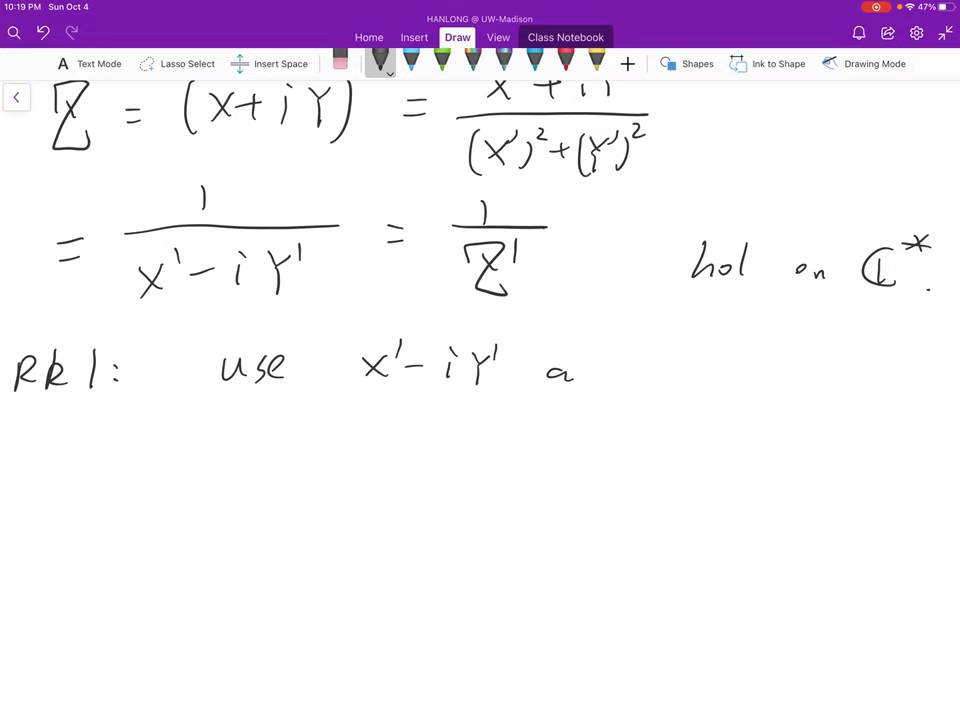 10:19 PM Sun Oct 4
47%
HANLONG @ UW-Madison
Home Insert Draw View Class Notebook
A Text Mode Lasso Select Insert Space Shapes Ink to Shape Drawing Mode
Z = (X + iY) = X + iY / (X')² + (Y')²
= 1 / X' - iY' = 1 / Z' hol on ℂ*.
RK 1: use X' - iY' a